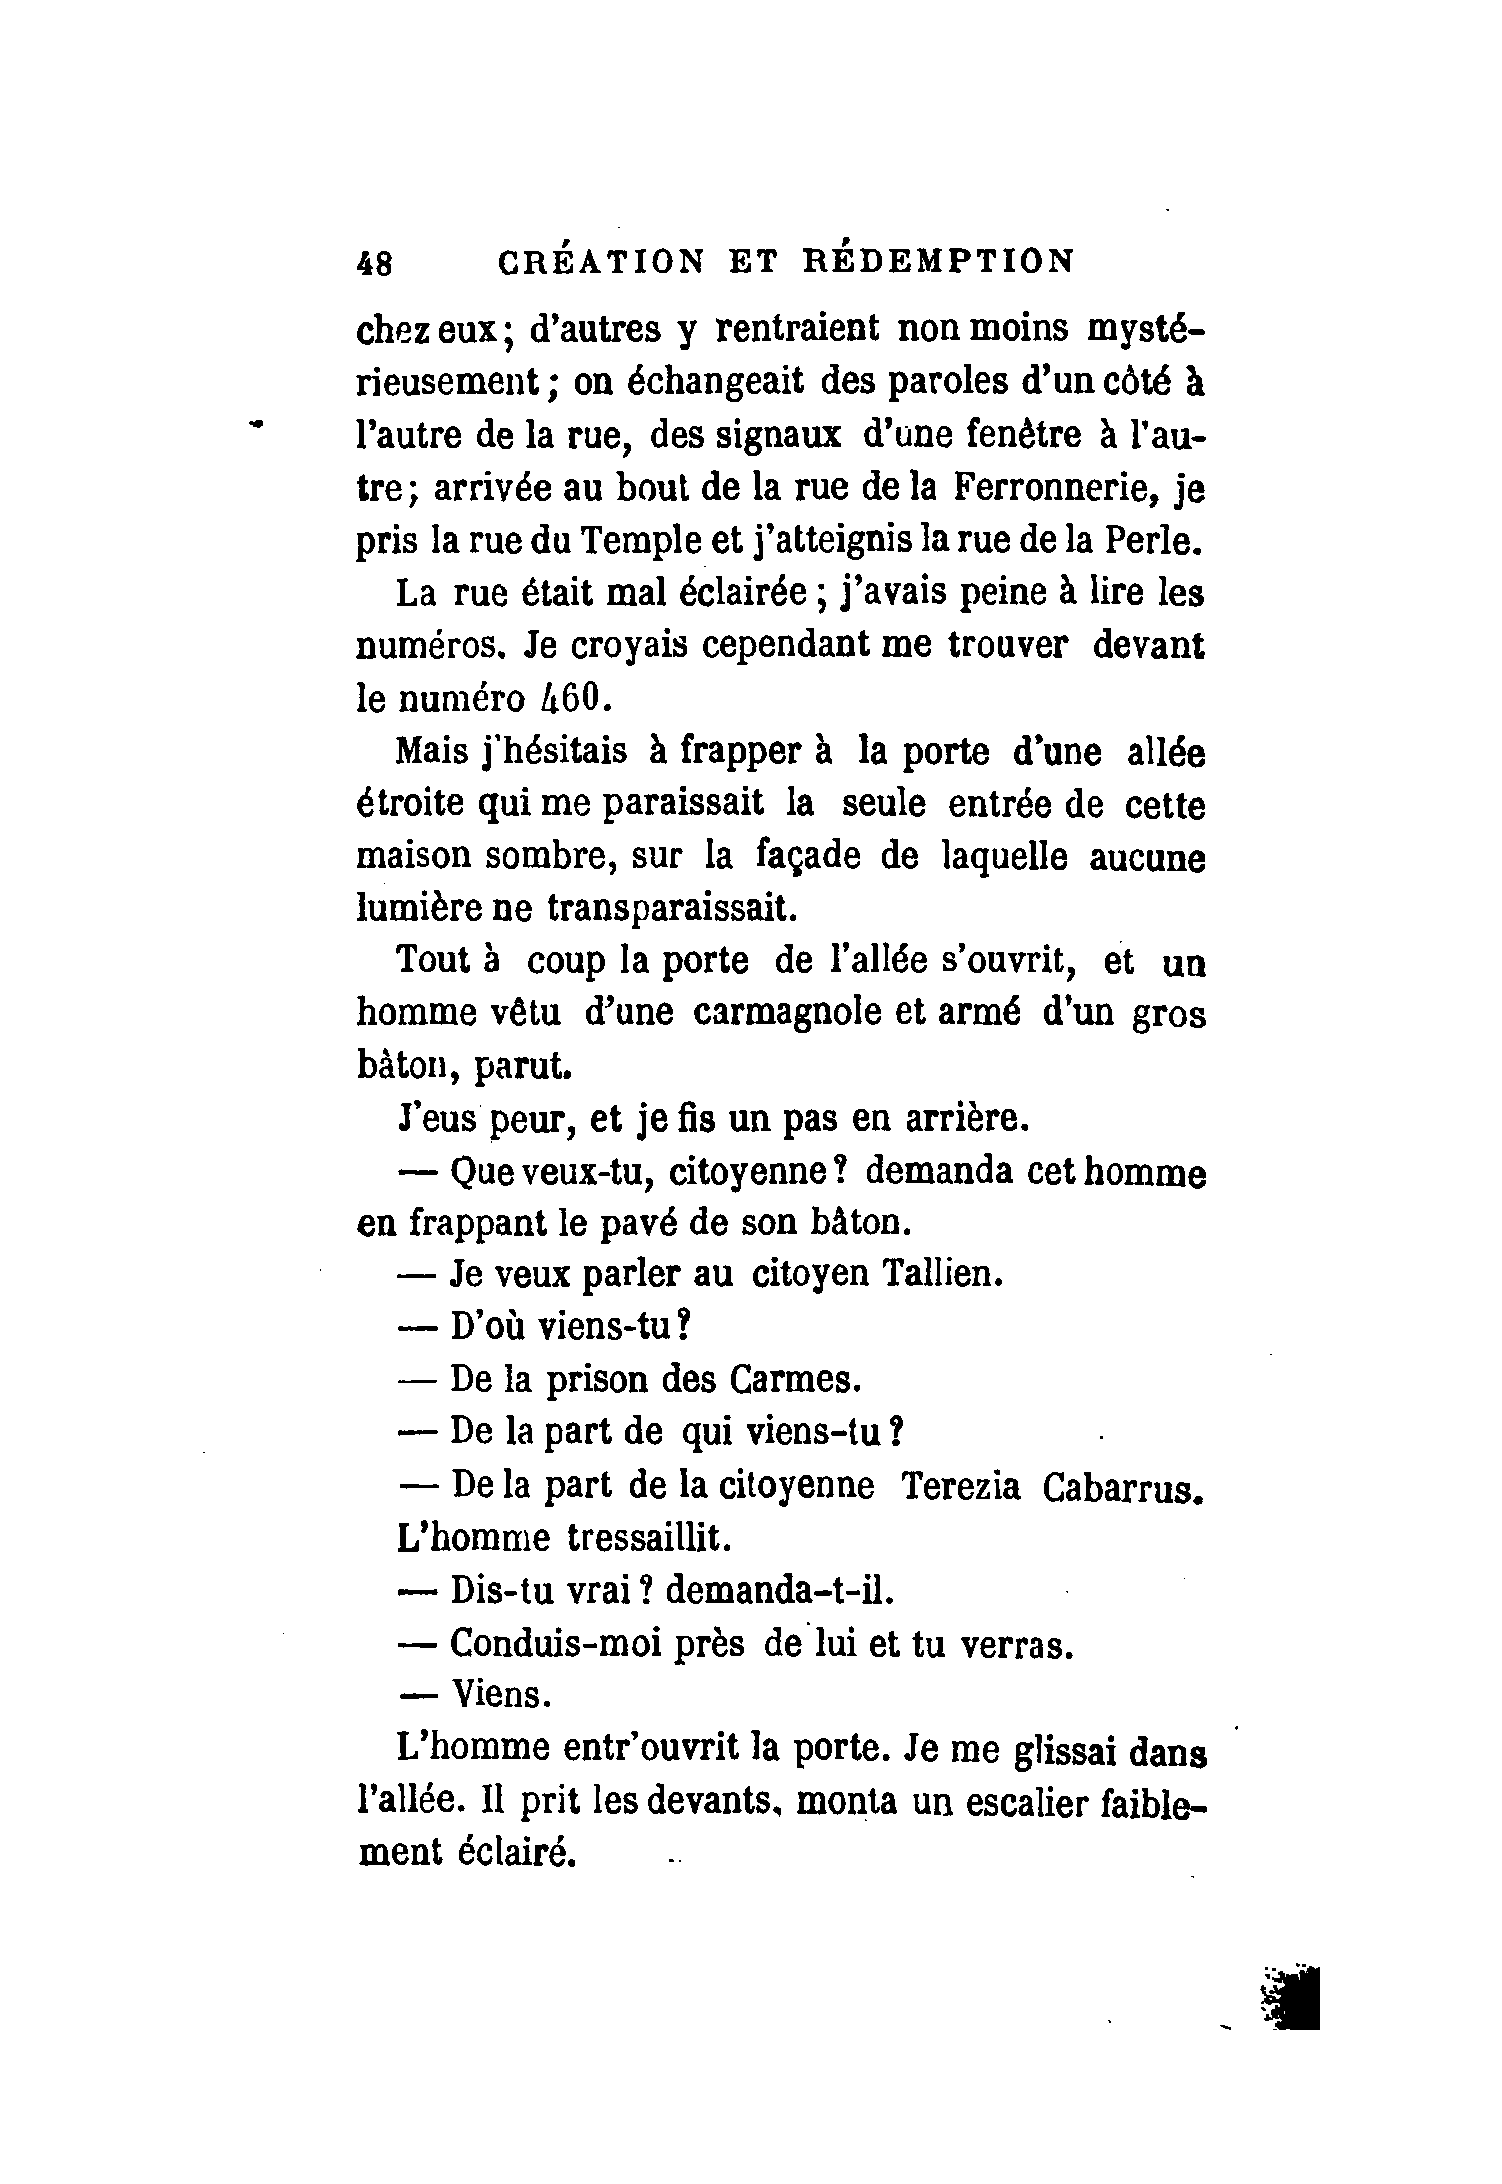 48 CRÉATION ET RÉDEMPTION
chez eux; d'autres y rentraient non moins mysté-
rieusement; on échangeait des paroles d'un côté à
l'autre de la rue, des signaux d'une fenêtre à l'au-
tre; arrivée au bout de la rue de la Ferronnerie, je
pris la rue du Temple et j'atteignis la rue de la Perle.
La rue était mal éclairée; j'avais peine à lire les
numéros. Je croyais cependant me trouver devant
le numéro 460.
Mais j'hésitais à frapper à la porte d'une allée
étroite qui me paraissait la seule entrée de cette
maison sombre, sur la façade de laquelle aucune
lumière ne transparaissait.
Tout à coup la porte de l'allée s'ouvrit, et un
homme vêtu d'une carmagnole et armé d'un gros
bâton, parut.
J'eus peur, et je fis un pas en arrière.
— Que veux-tu, citoyenne? demanda cet homme
en frappant le pavé de son bâton.
— Je veux parler au citoyen Tallien.
— D'où viens-tu?
— De la prison des Carmes.
— De la part de qui viens-tu?
— De la part de la citoyenne Terezia Cabarrus.
L'homme tressaillit.
— Dis-tu vrai? demanda-t-il.
— Conduis-moi près de lui et tu verras.
— Viens.
L'homme entr'ouvrit la porte. Je me glissai dans
l'allée. Il prit les devants, monta un escalier faible-
ment éclairé.